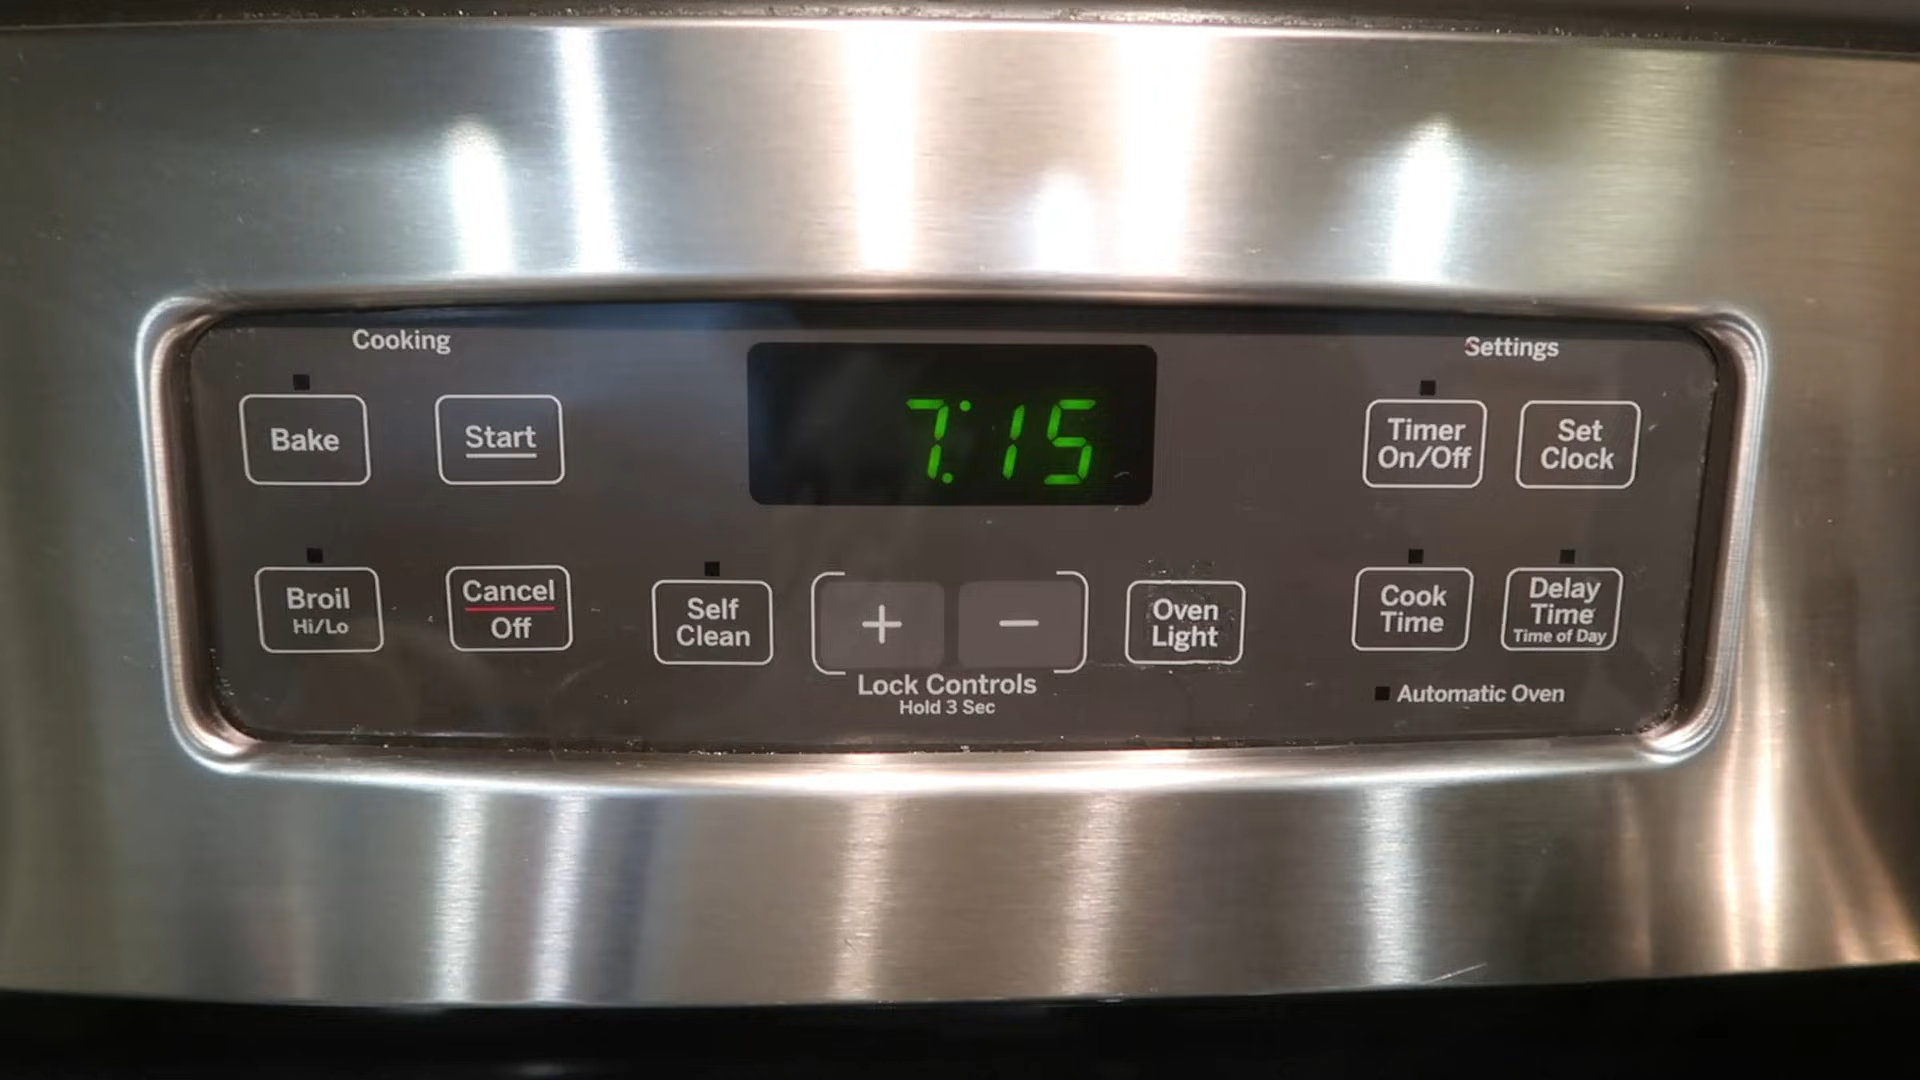 Cooking
Settings
7:15
Bake
Start
Timer
On/Off
Set
Clock
Broil
Hi/Lo
Cancel
Off
Self
Clean
+
−
Lock Controls
Hold 3 Sec
Oven
Light
Cook
Time
Delay
Time
Time of Day
Automatic Oven